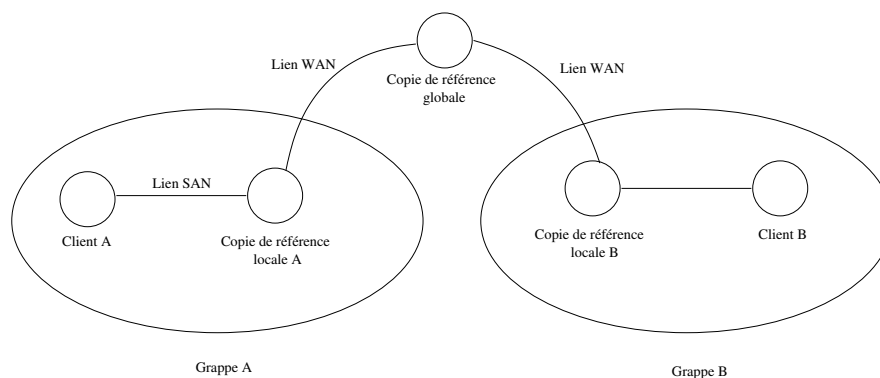 Lien WAN
Copie de référence
globale
Lien WAN
Lien SAN
Client A
Copie de référence
locale A
Copie de référence
locale B
Client B
Grappe A
Grappe B